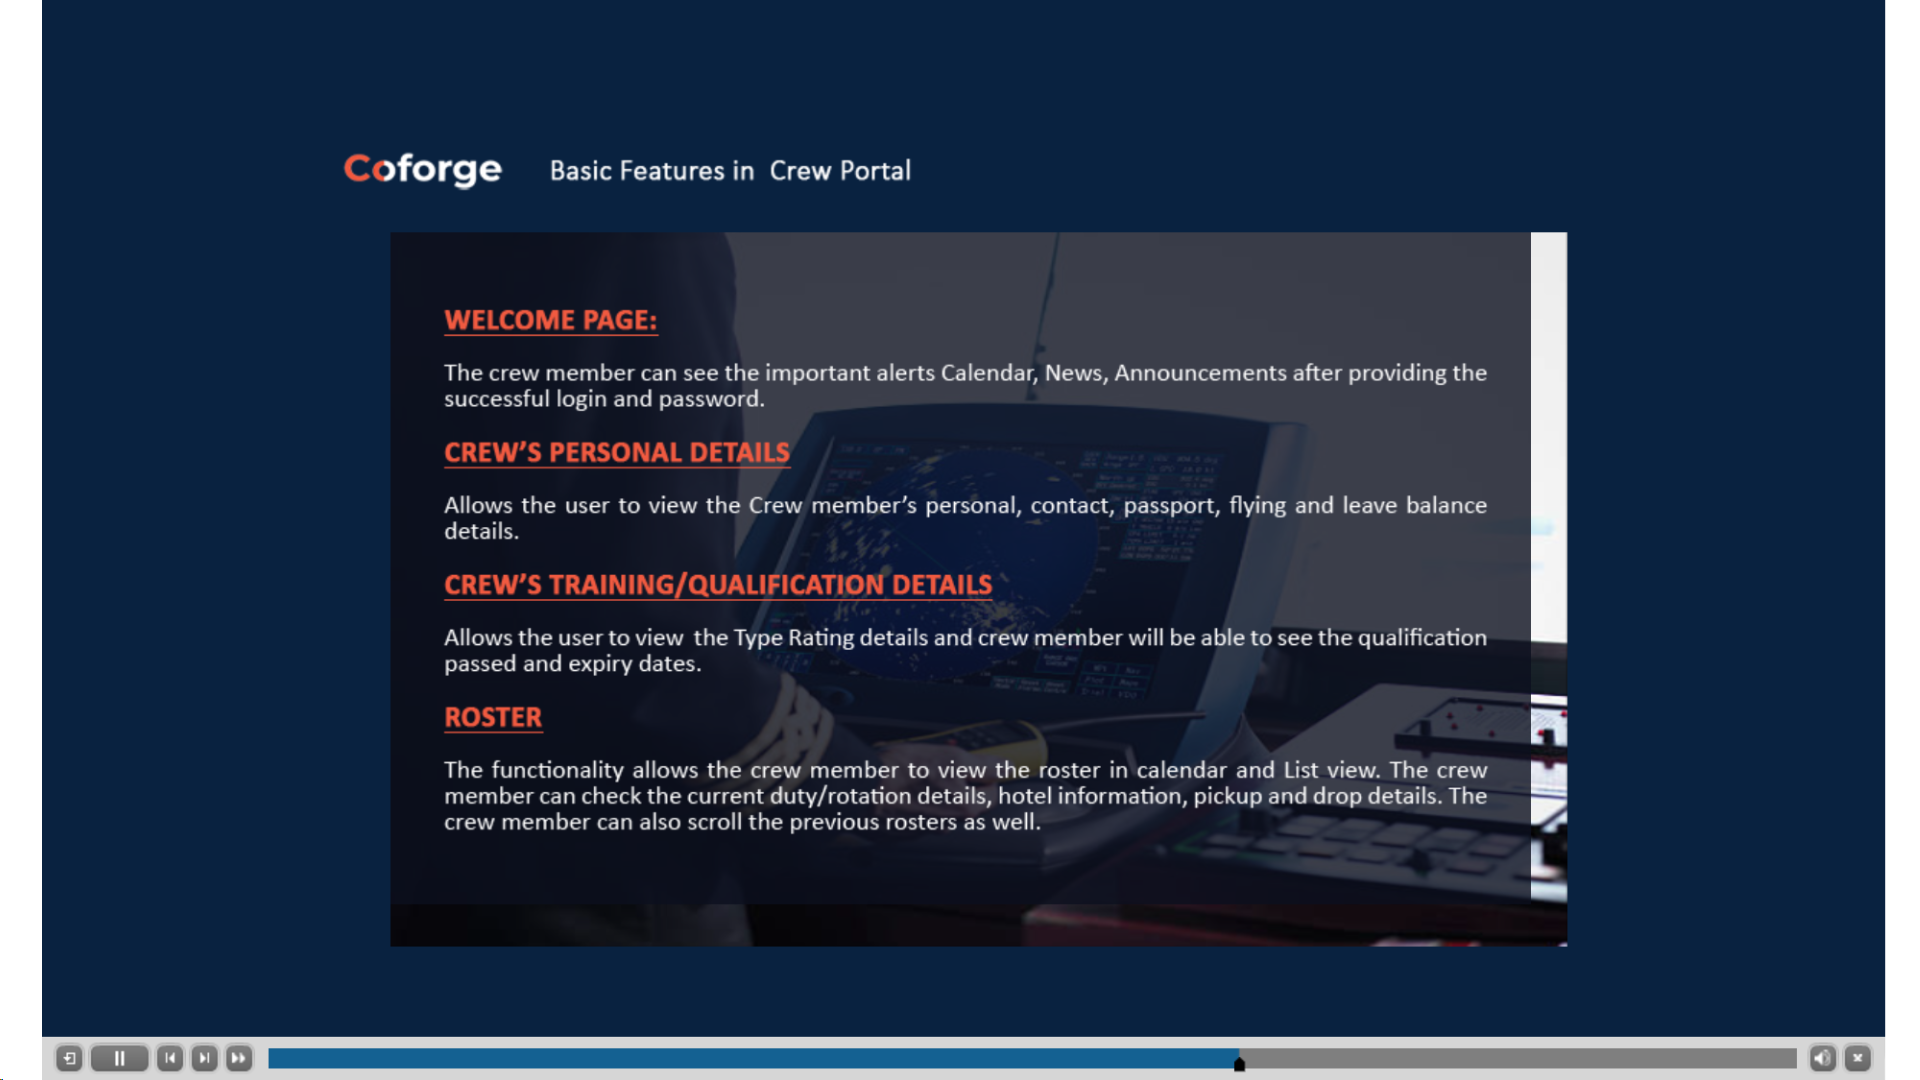 Coforge
Basic Features in Crew Portal
WELCOME PAGE:
The crew member can see the important alerts Calendar, News, Announcements after providing the
successful login and password.
CREW’S PERSONAL DETAILS
Allows the user to view the Crew member’s personal, contact, passport, flying and leave balance
details.
CREW’S TRAINING/QUALIFICATION DETAILS
Allows the user to view the Type Rating details and crew member will be able to see the qualification
passed and expiry dates.
ROSTER
The functionality allows the crew member to view the roster in calendar and List view. The crew
member can check the current duty/rotation details, hotel information, pickup and drop details. The
crew member can also scroll the previous rosters as well.